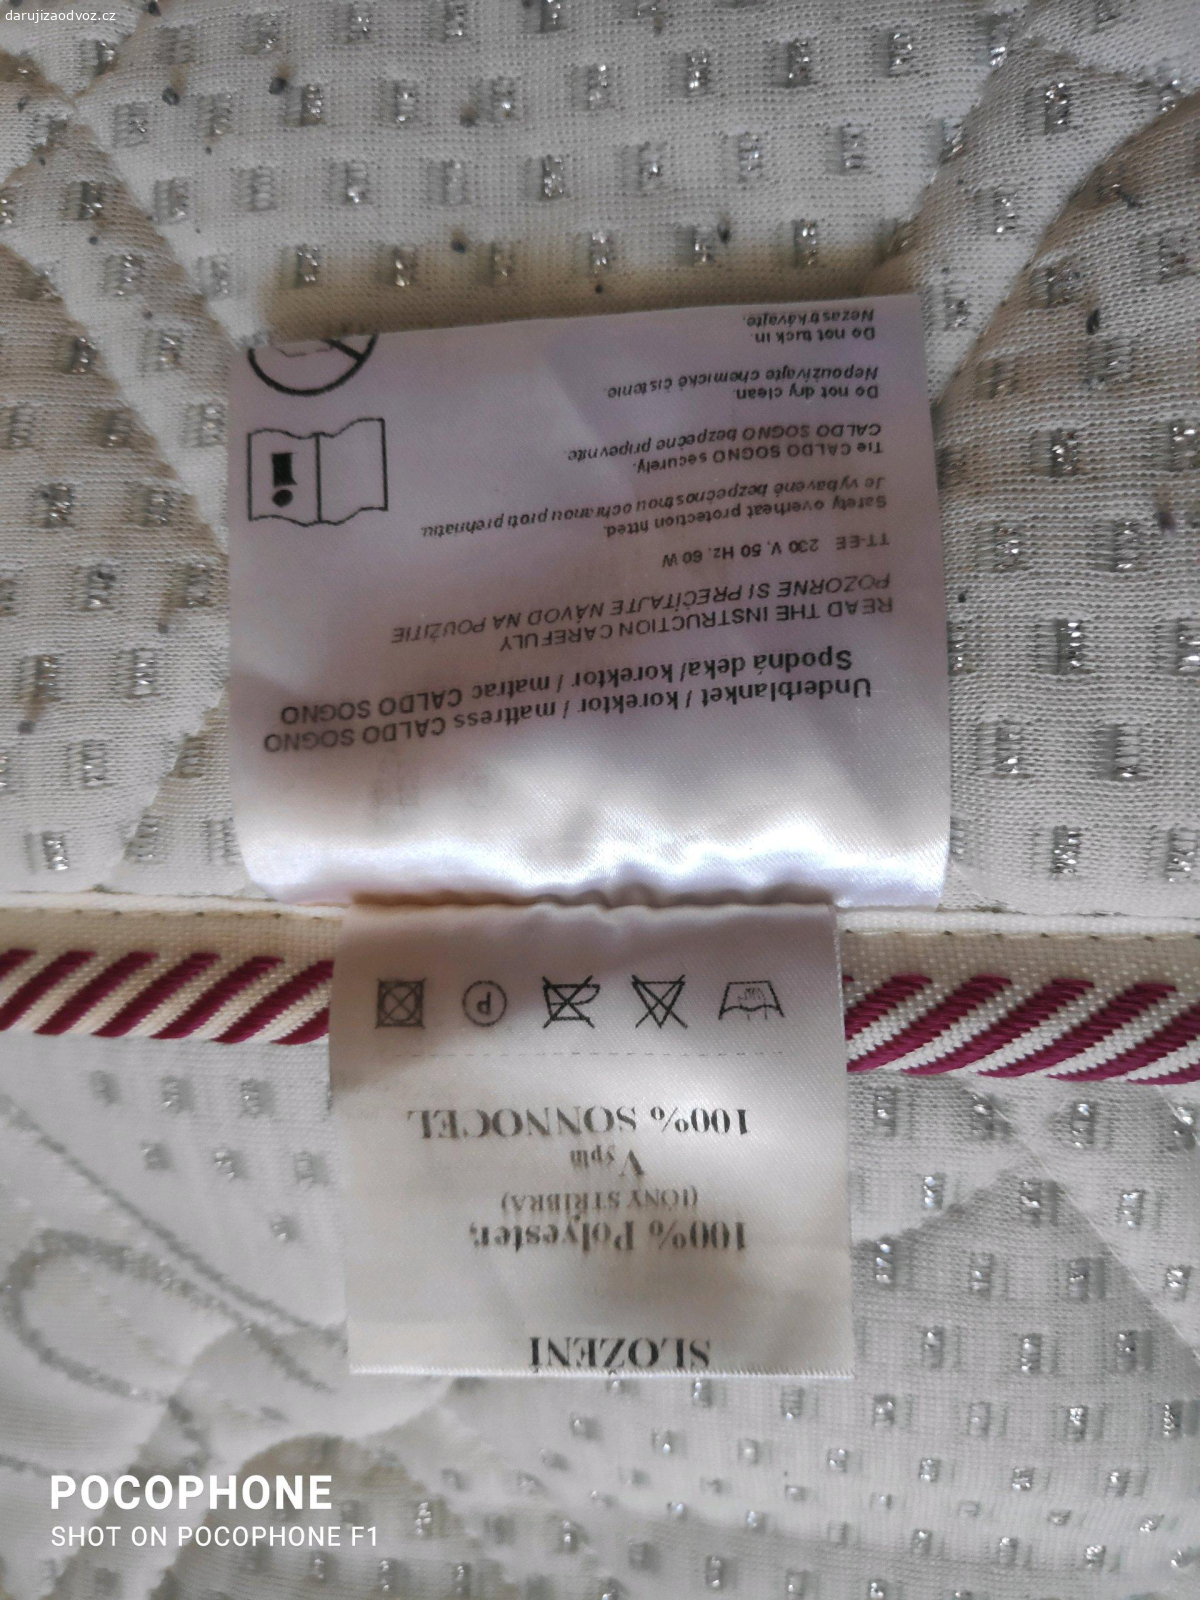 darujizaodvoz.cz
Underblanket / korektor / mattress CALDO SOGNO
Spodná deka/ korektor / matrac CALDO SOGNO
READ THE INSTRUCTION CAREFULY
POZORNE SI PREČÍTAJTE NÁVOD NA POUŽITIE
TT-EE 230 V, 50 Hz, 60 W
Safety overheat protection fitted.
Je vybavené bezpečnostnou ochranou proti prehriatiu.
Tie CALDO SOGNO securely.
CALDO SOGNO bezpečne pripevnite.
Do not dry clean.
Nepoužívajte chemické čistenie.
Do not tuck in.
Nezastrkávajte.
SLOŽENÍ
100% Polyester,
(IONY STŘÍBRA)
Výplň
100% SONNOCEL
P
POCOPHONE
SHOT ON POCOPHONE F1